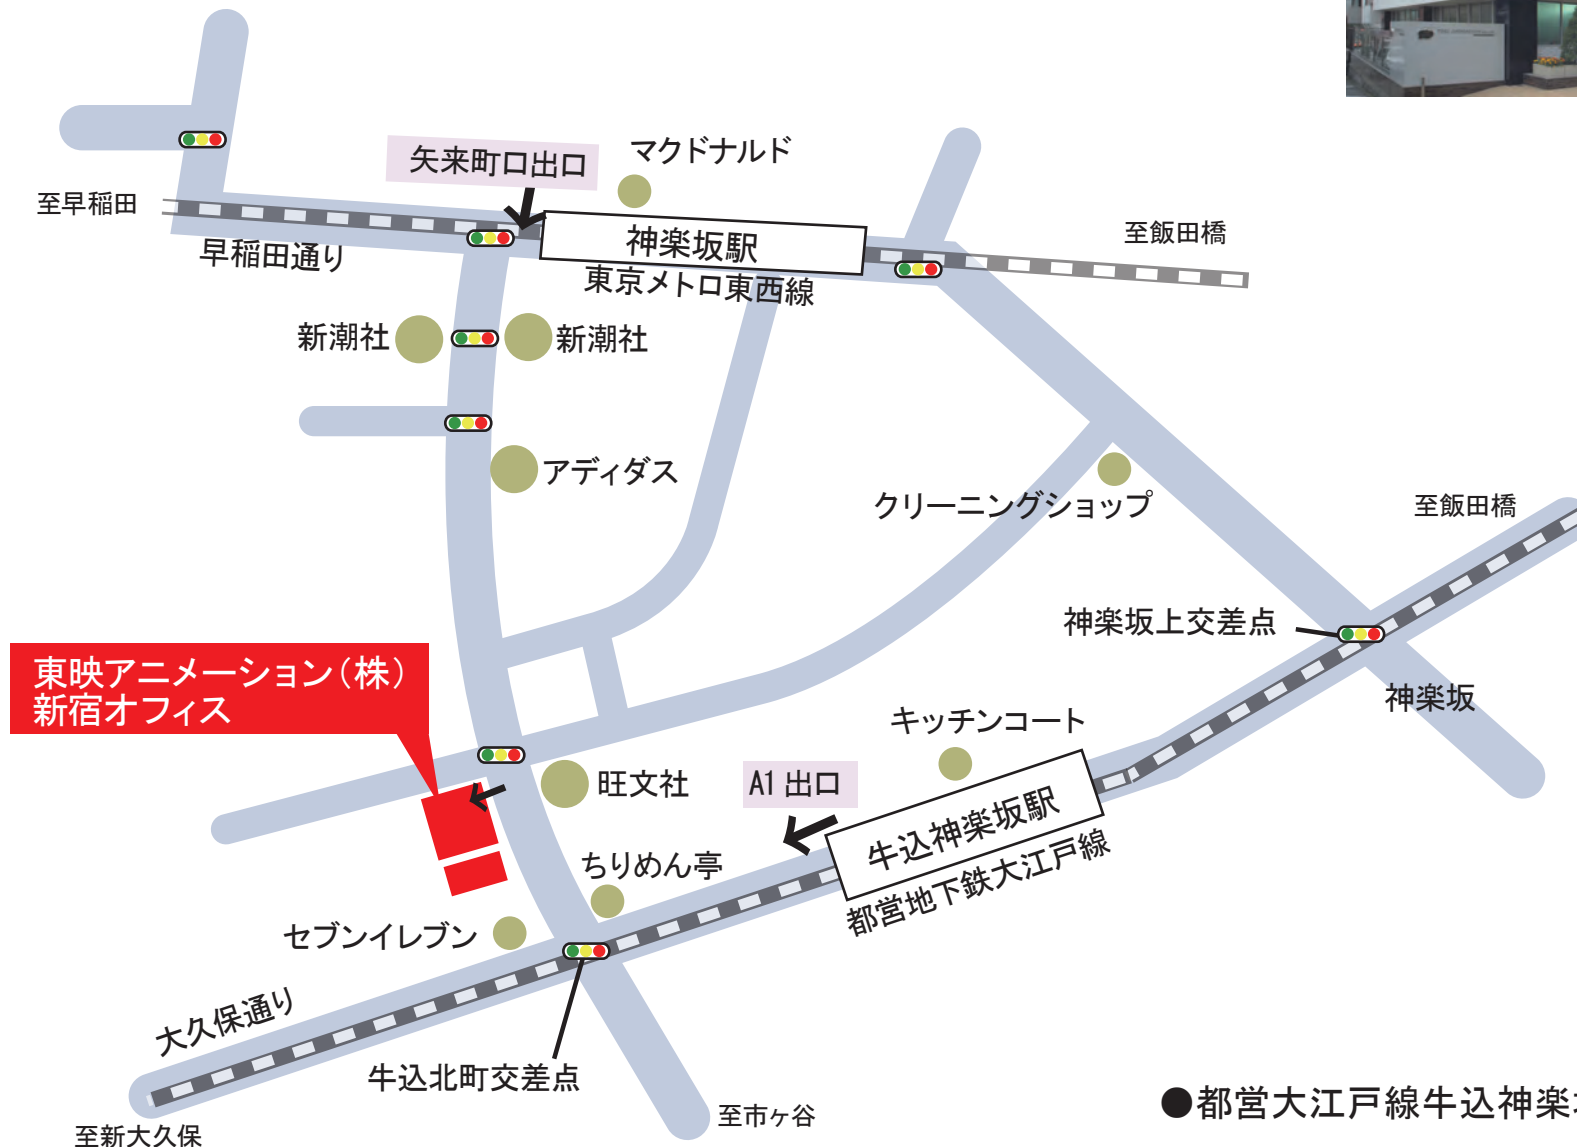 マクドナルド
矢来町口出口
至早稲田
神楽坂駅
至飯田橋
早稲田通り
東京メトロ東西線
新潮社
新潮社
アディダス
クリーニングショップ
至飯田橋
神楽坂上交差点
東映アニメーション（株）
新宿オフィス
神楽坂
キッチンコート
旺文社
A1 出口
牛込神楽坂駅
ちりめん亭
都営地下鉄大江戸線
セブンイレブン
大久保通り
牛込北町交差点
●都営大江戸線牛込神楽
至市ヶ谷
至新大久保